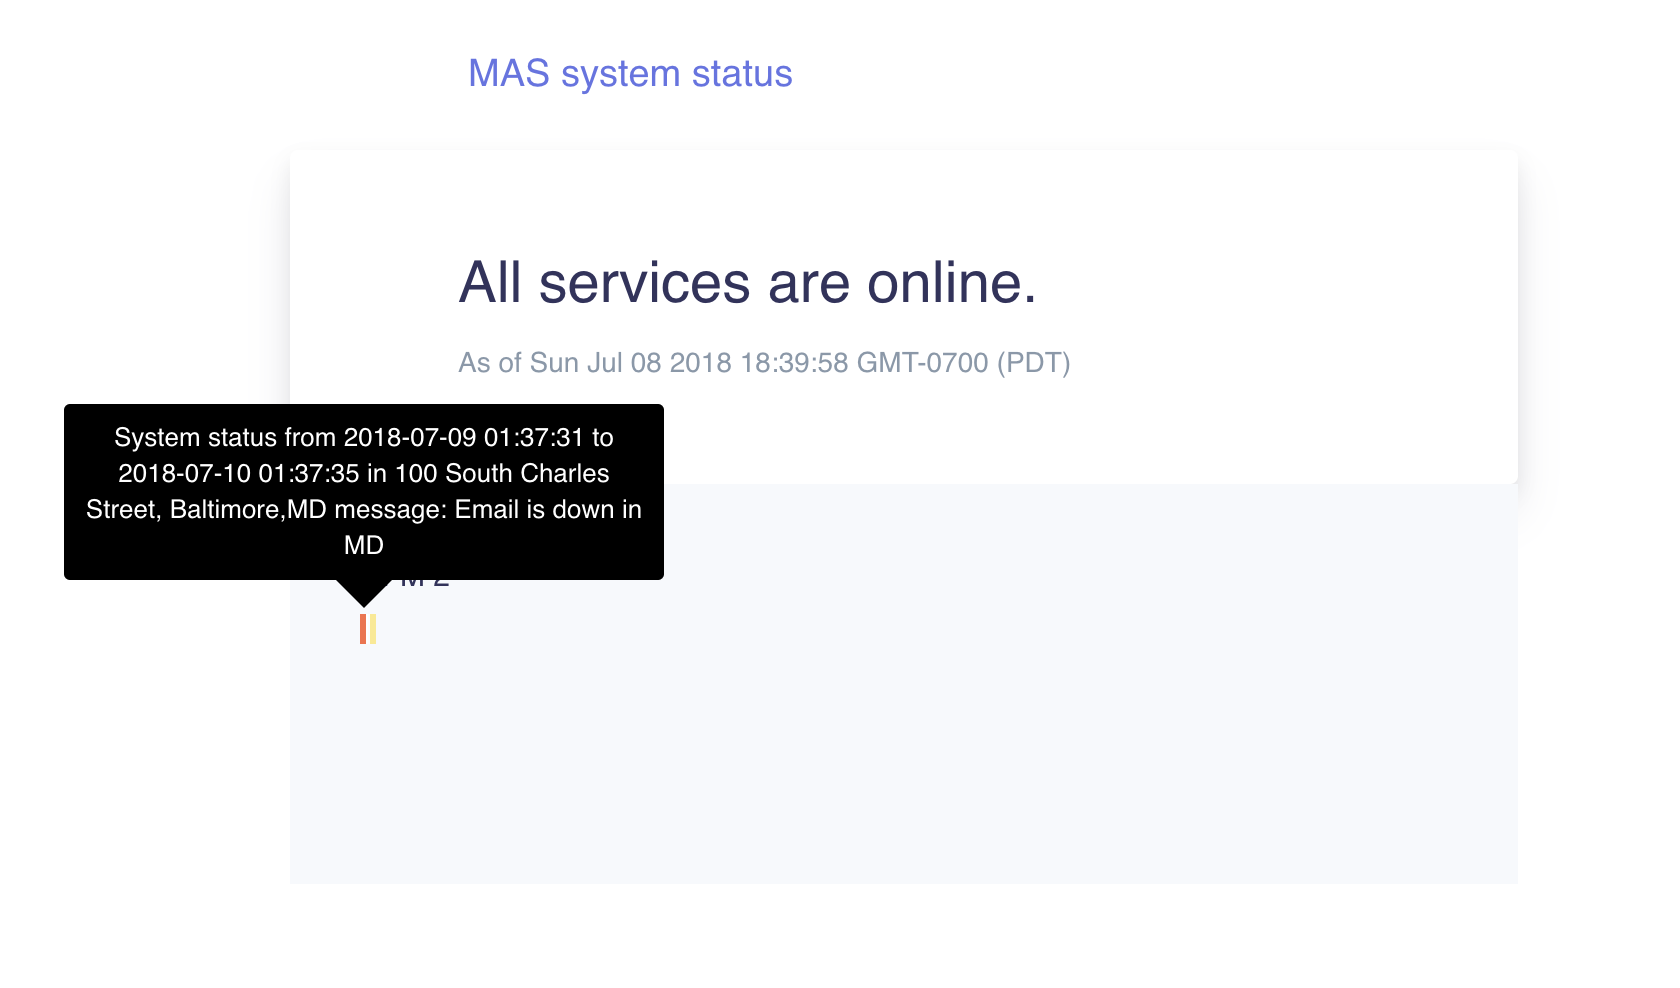 MAS system status
All services are online.
As of Sun Jul 08 2018 18:39:58 GMT-0700 (PDT)
System status from 2018-07-09 01:37:31 to
2018-07-10 01:37:35 in 100 South Charles
Street, Baltimore,MD message: Email is down in
MD